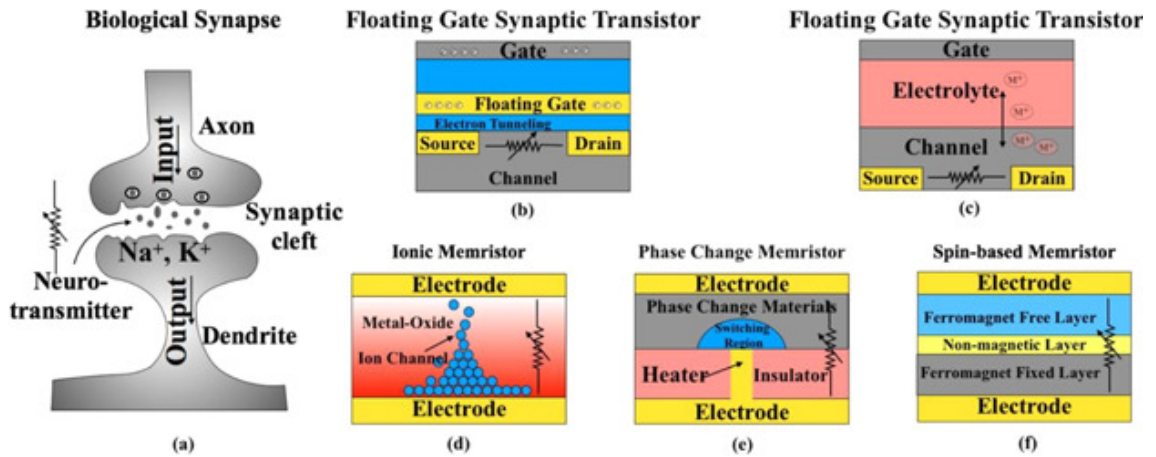 Biological Synapse
Axon
Input
Synaptic
cleft
Na⁺, K⁺
Neuro-
transmitter
Output
Dendrite
(a)
Floating Gate Synaptic Transistor
Gate
Floating Gate
Electron Tunneling
Source
Drain
Channel
(b)
Floating Gate Synaptic Transistor
Gate
M⁺
Electrolyte
M⁺
Channel
M⁺ M⁺
Source
Drain
(c)
Ionic Memristor
Electrode
Metal-Oxide
Ion Channel
Electrode
(d)
Phase Change Memristor
Electrode
Phase Change Materials
Switching
Region
Heater
Insulator
Electrode
(e)
Spin-based Memristor
Electrode
Ferromagnet Free Layer
Non-magnetic Layer
Ferromagnet Fixed Layer
Electrode
(f)